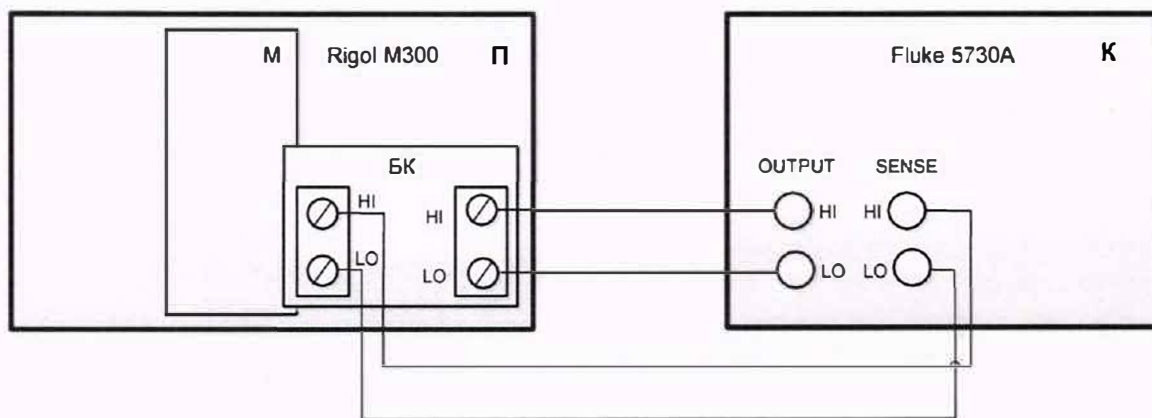 М Rigol M300 П
БК
HI HI
LO LO
Fluke 5730A К
OUTPUT SENSE
HI HI
LO LO